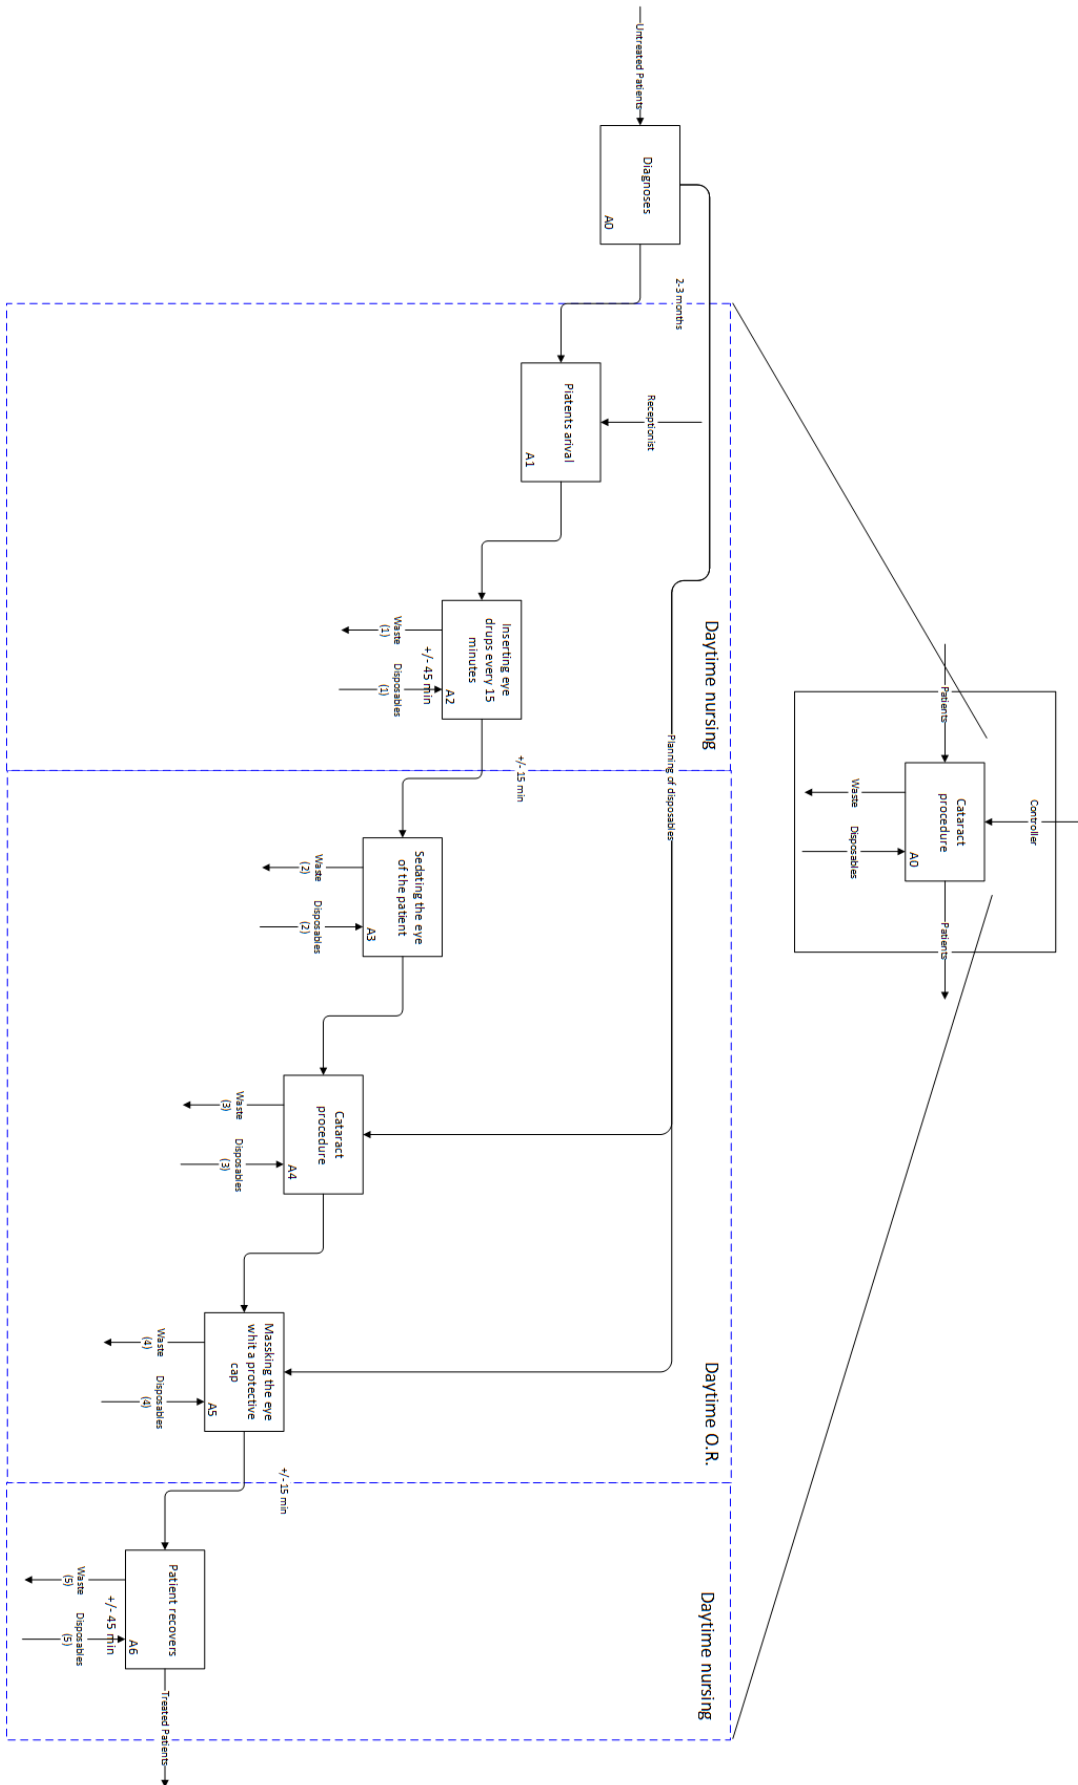 Controller
Patients
Cataract
procedure
A0
Patients
Waste
Disposables
Daytime nursing
Daytime O.R.
Daytime nursing
Untreated Patients
Diagnoses
A0
2-3 months
Receptionist
Planning of disposables
Piatents arival
A1
Inserting eye
drups every 15
minutes
A2
+/- 45 min
Waste
(1)
Disposables
(1)
+/- 15 min
Sedating the eye
of the patient
A3
Waste
(2)
Disposables
(2)
Cataract
procedure
A4
Waste
(3)
Disposables
(3)
Massking the eye
whit a protective
cap
A5
Waste
(4)
Disposables
(4)
+/- 15 min
Patient recovers
A6
+/- 45 min
Waste
(5)
Disposables
(5)
Treated Patients